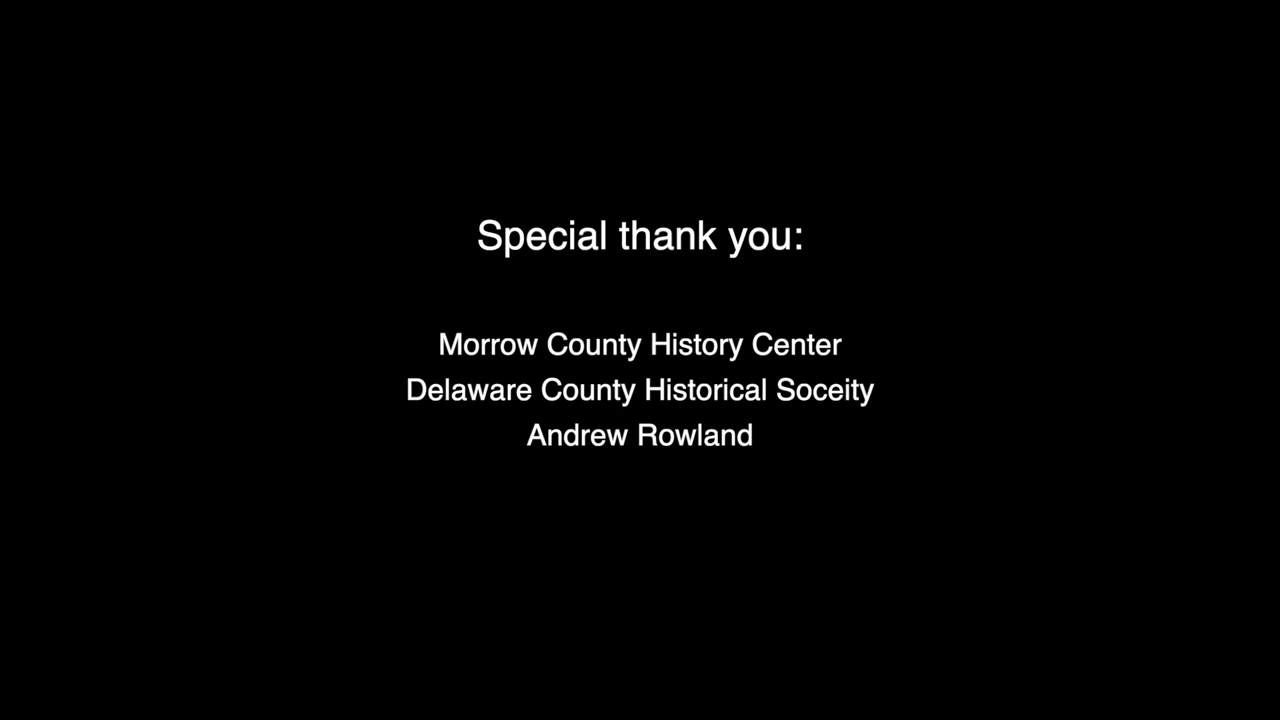 Special thank you:
Morrow County History Center
Delaware County Historical Soceity
Andrew Rowland